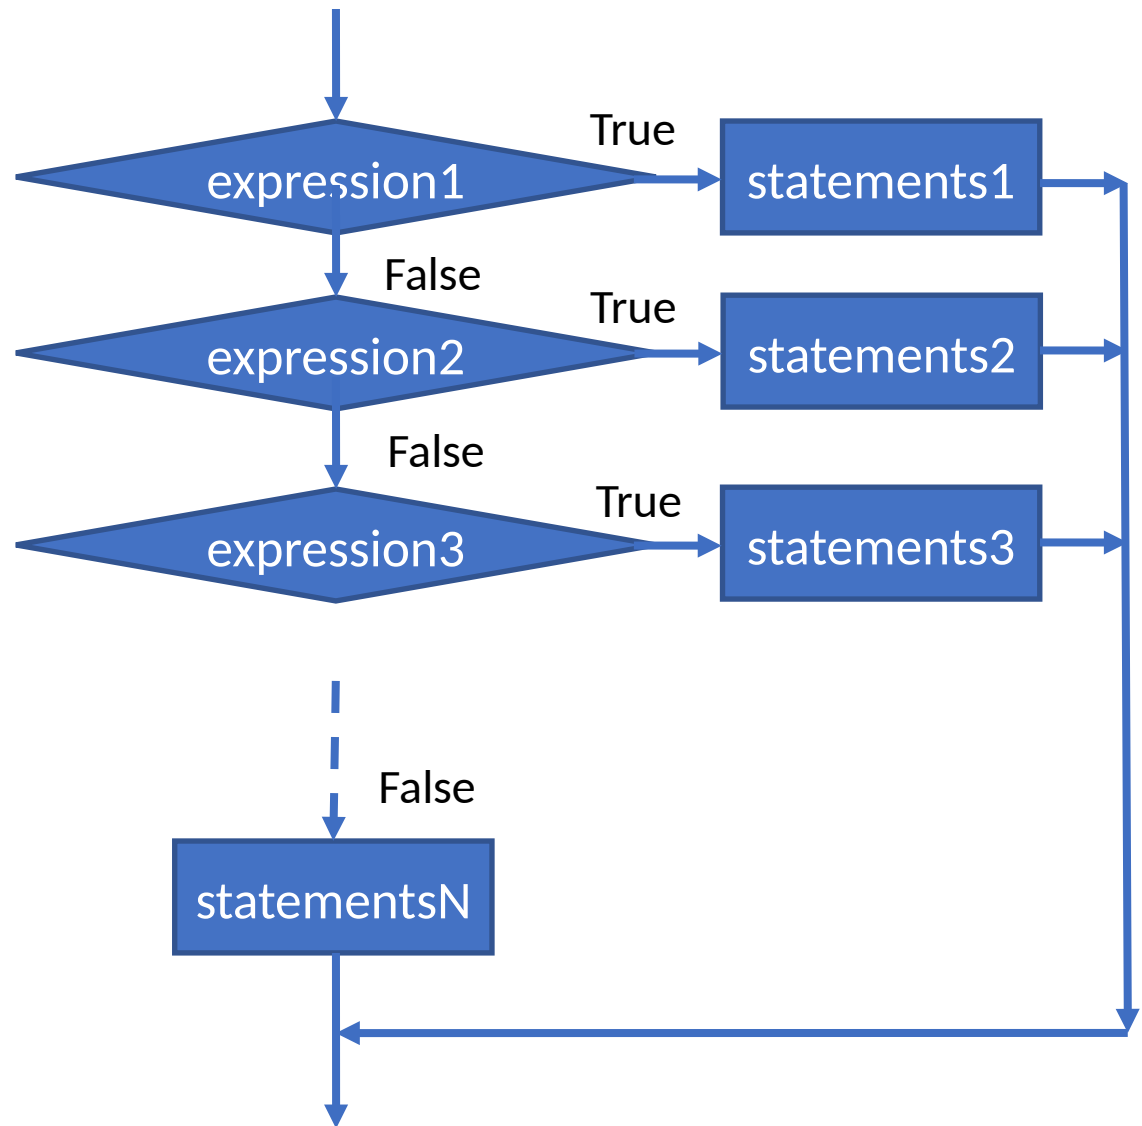 True
expression1
statements1
False
True
expression2
statements2
False
True
expression3
statements3
False
statementsN